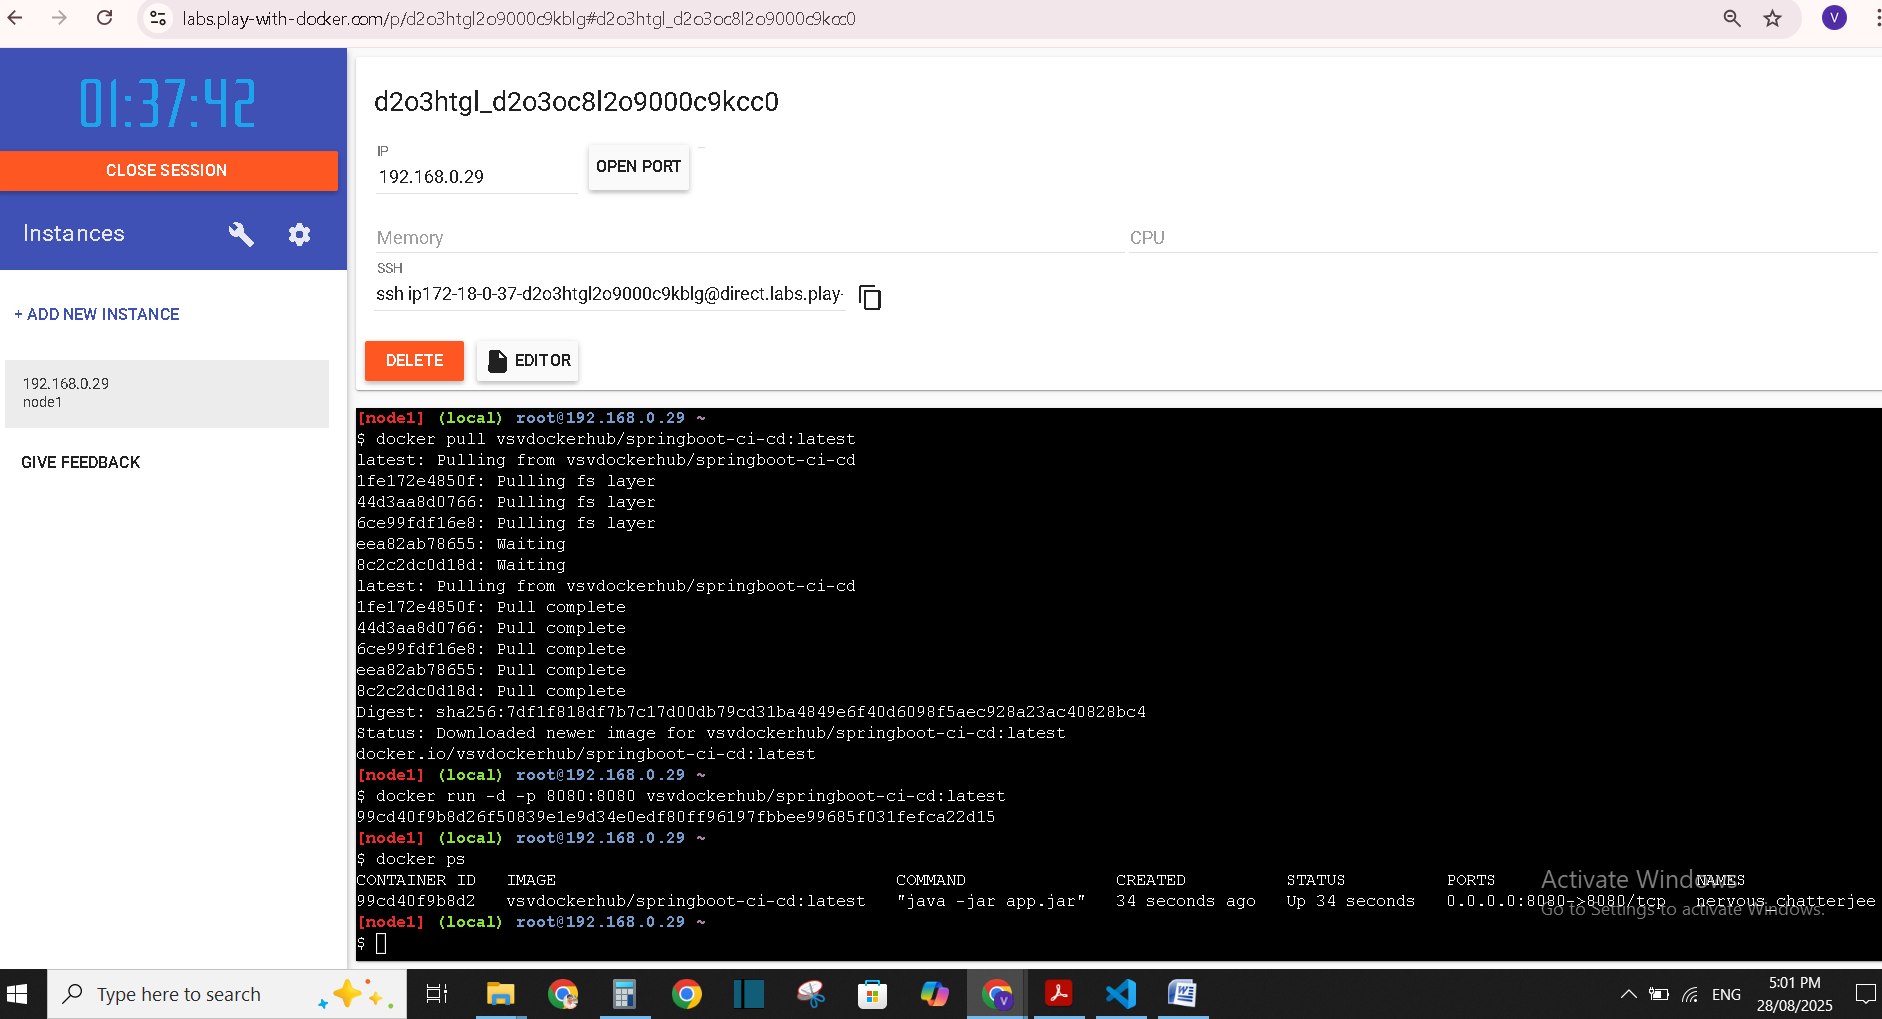 labs.play-with-docker.com/p/d2o3htgl2o9000c9kblg#d2o3htgl_d2o3oc8l2o9000c9kcc0
V
01:37:42
CLOSE SESSION
Instances
+ ADD NEW INSTANCE
192.168.0.29
node1
GIVE FEEDBACK
d2o3htgl_d2o3oc8l2o9000c9kcc0
IP
192.168.0.29
OPEN PORT
Memory
CPU
SSH
ssh ip172-18-0-37-d2o3htgl2o9000c9kblg@direct.labs.play-
DELETE
EDITOR
[node1] (local) root@192.168.0.29 ~
$ docker pull vsvdockerhub/springboot-ci-cd:latest
latest: Pulling from vsvdockerhub/springboot-ci-cd
1fe172e4850f: Pulling fs layer
44d3aa8d0766: Pulling fs layer
6ce99fdf16e8: Pulling fs layer
eea82ab78655: Waiting
8c2c2dc0d18d: Waiting
latest: Pulling from vsvdockerhub/springboot-ci-cd
1fe172e4850f: Pull complete
44d3aa8d0766: Pull complete
6ce99fdf16e8: Pull complete
eea82ab78655: Pull complete
8c2c2dc0d18d: Pull complete
Digest: sha256:7df1f818df7b7c17d00db79cd31ba4849e6f40d6098f5aec928a23ac40828bc4
Status: Downloaded newer image for vsvdockerhub/springboot-ci-cd:latest
docker.io/vsvdockerhub/springboot-ci-cd:latest
[node1] (local) root@192.168.0.29 ~
$ docker run -d -p 8080:8080 vsvdockerhub/springboot-ci-cd:latest
99cd40f9b8d26f50839e1e9d34e0edf80ff96197fbbee99685f031fefca22d15
[node1] (local) root@192.168.0.29 ~
$ docker ps
CONTAINER ID IMAGE COMMAND CREATED STATUS PORTS NAMES
99cd40f9b8d2 vsvdockerhub/springboot-ci-cd:latest "java -jar app.jar" 34 seconds ago Up 34 seconds 0.0.0.0:8080->8080/tcp nervous_chatterjee
[node1] (local) root@192.168.0.29 ~
$
Activate Windows
Go to Settings to activate Windows.
Type here to search
V
ENG
5:01 PM
28/08/2025